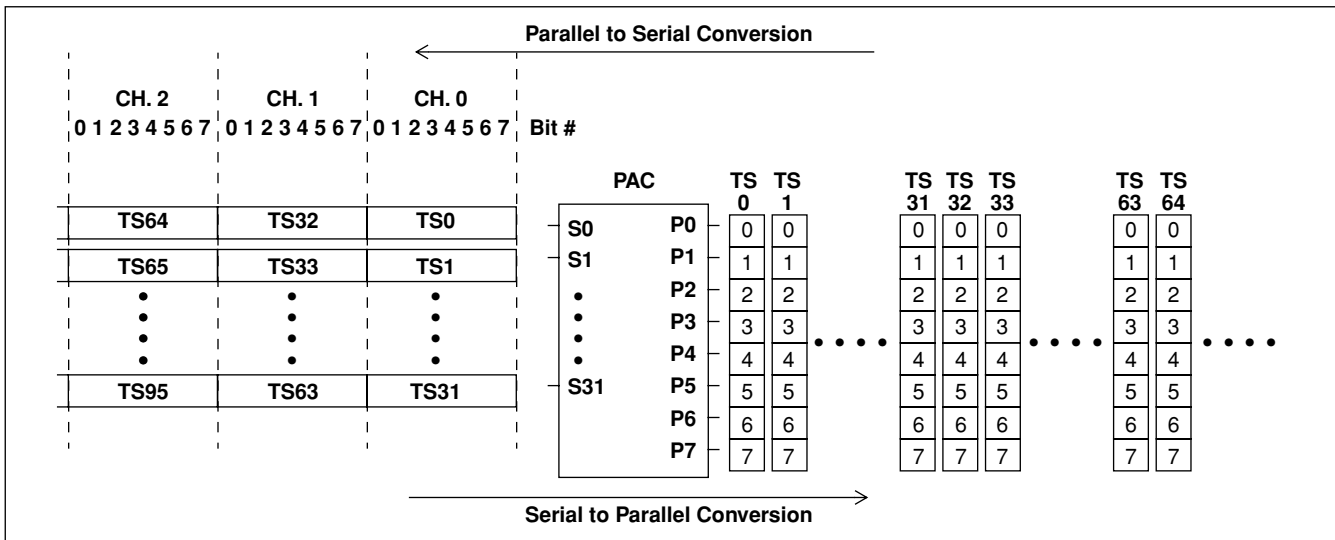 Parallel to Serial Conversion
CH. 2 CH. 1 CH. 0
0 1 2 3 4 5 6 7 0 1 2 3 4 5 6 7 0 1 2 3 4 5 6 7 Bit #
PAC
TS 0 TS 1 TS 31 TS 32 TS 33 TS 63 TS 64
TS64 TS32 TS0 S0 P0 0 0 0 0 0 0 0
TS65 TS33 TS1 S1 P1 1 1 1 1 1 1 1
P2 2 2 2 2 2 2 2
P3 3 3 3 3 3 3 3
P4 4 4 4 4 4 4 4
TS95 TS63 TS31 S31 P5 5 5 5 5 5 5 5
P6 6 6 6 6 6 6 6
P7 7 7 7 7 7 7 7
Serial to Parallel Conversion